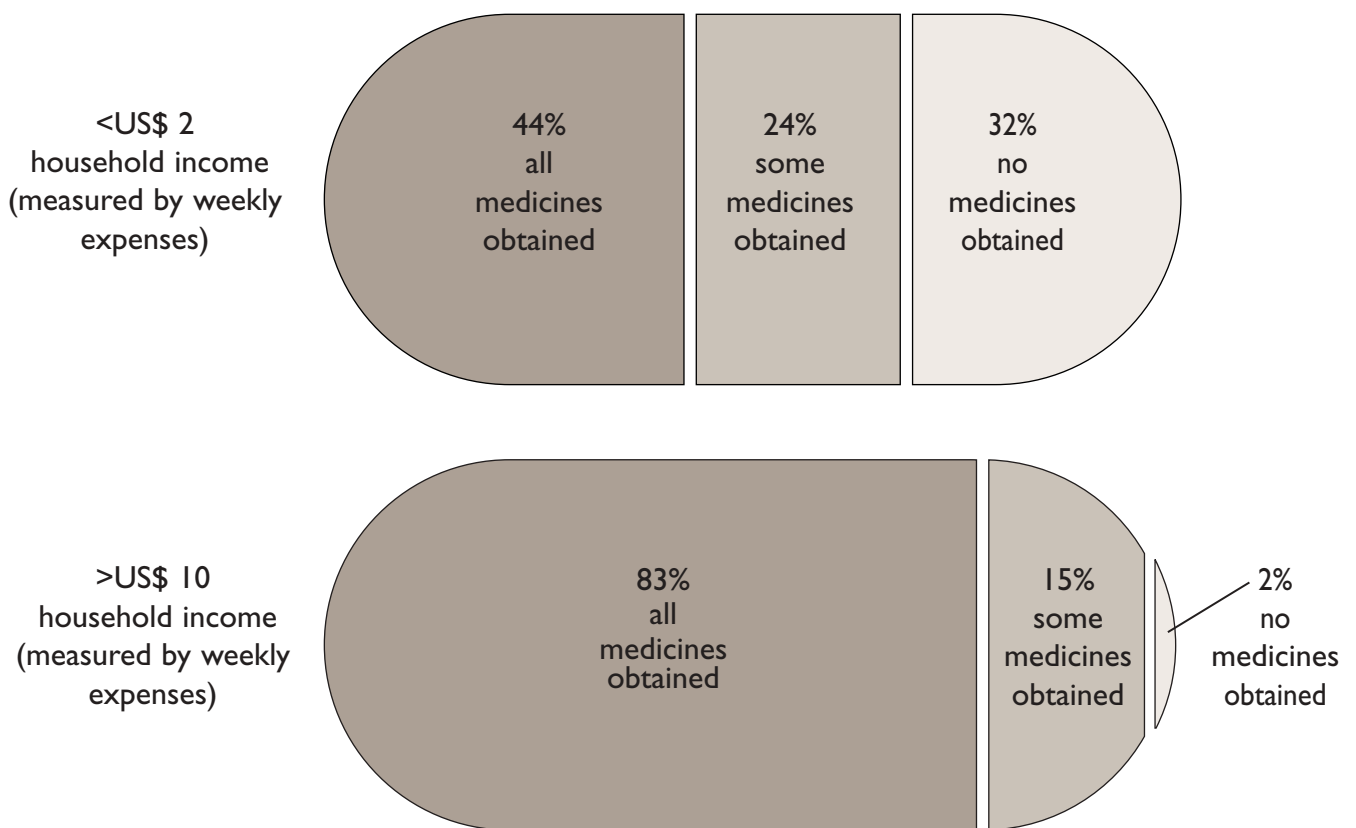 <US$ 2
household income
(measured by weekly
expenses)
44%
all
medicines
obtained
24%
some
medicines
obtained
32%
no
medicines
obtained
>US$ 10
household income
(measured by weekly
expenses)
83%
all
medicines
obtained
15%
some
medicines
obtained
2%
no
medicines
obtained